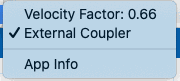 Velocity Factor: 0.66
✓ External Coupler
App Info